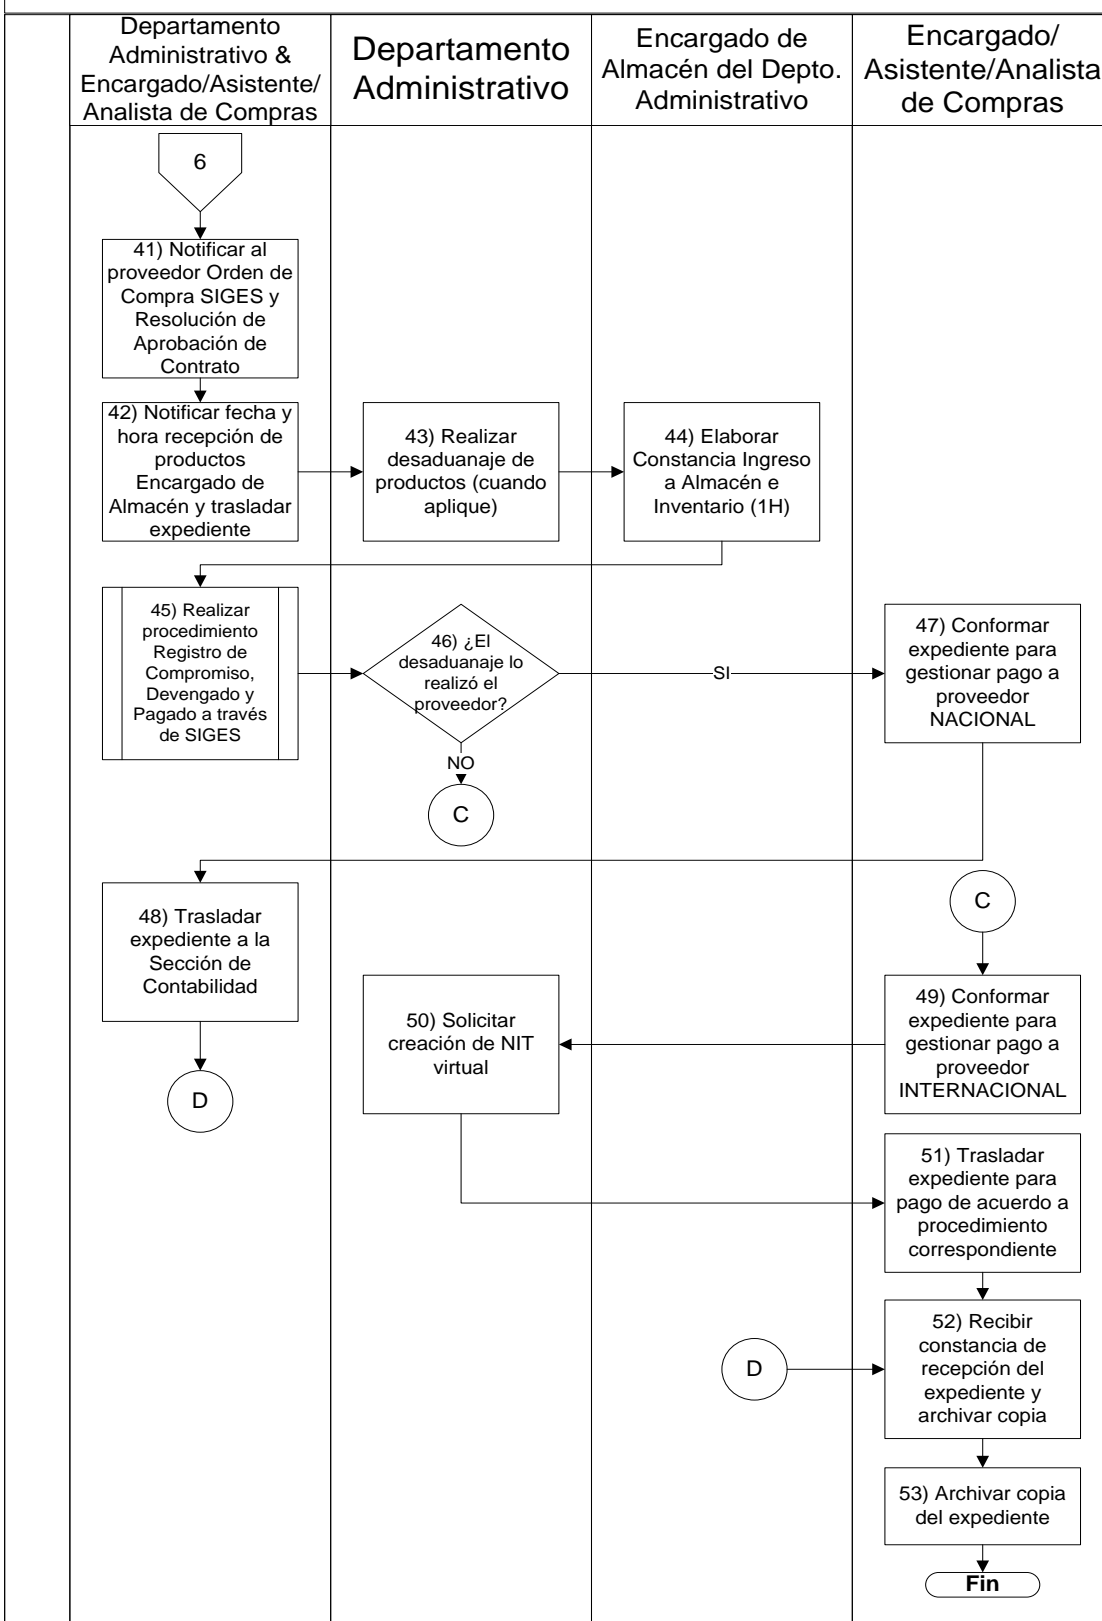 Departamento
Administrativo &
Encargado/Asistente/
Analista de Compras
Departamento
Administrativo
Encargado de
Almacén del Depto.
Administrativo
Encargado/
Asistente/Analista
de Compras
6
41) Notificar al
proveedor Orden de
Compra SIGES y
Resolución de
Aprobación de
Contrato
42) Notificar fecha y
hora recepción de
productos
Encargado de
Almacén y trasladar
expediente
43) Realizar
desaduanaje de
productos (cuando
aplique)
44) Elaborar
Constancia Ingreso
a Almacén e
Inventario (1H)
45) Realizar
procedimiento
Registro de
Compromiso,
Devengado y
Pagado a través
de SIGES
46) ¿El
desaduanaje lo
realizó el
proveedor?
SI
NO
C
47) Conformar
expediente para
gestionar pago a
proveedor
NACIONAL
48) Trasladar
expediente a la
Sección de
Contabilidad
D
C
49) Conformar
expediente para
gestionar pago a
proveedor
INTERNACIONAL
50) Solicitar
creación de NIT
virtual
51) Trasladar
expediente para
pago de acuerdo a
procedimiento
correspondiente
D
52) Recibir
constancia de
recepción del
expediente y
archivar copia
53) Archivar copia
del expediente
Fin